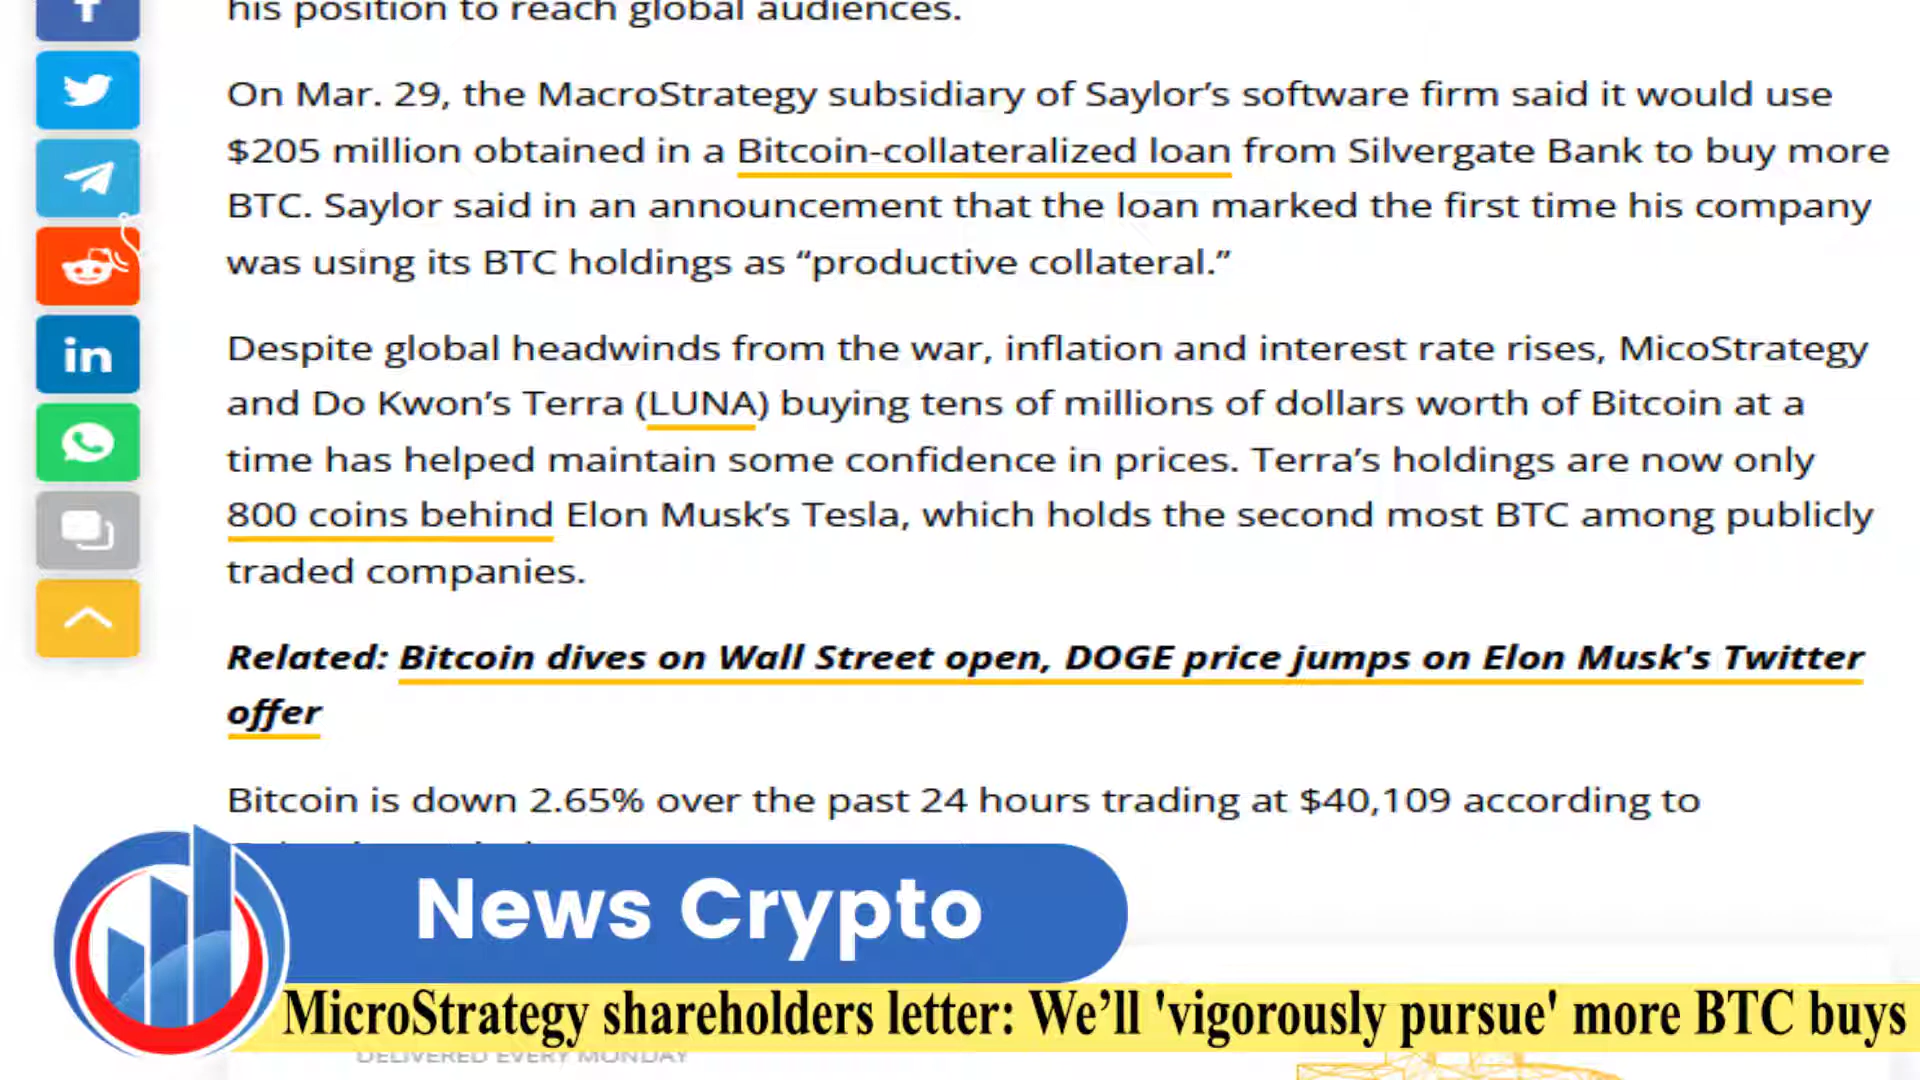 his position to reach global audiences.
On Mar. 29, the MacroStrategy subsidiary of Saylor’s software firm said it would use
$205 million obtained in a Bitcoin-collateralized loan from Silvergate Bank to buy more
BTC. Saylor said in an announcement that the loan marked the first time his company
was using its BTC holdings as “productive collateral.”
Despite global headwinds from the war, inflation and interest rate rises, MicoStrategy
and Do Kwon’s Terra (LUNA) buying tens of millions of dollars worth of Bitcoin at a
time has helped maintain some confidence in prices. Terra’s holdings are now only
800 coins behind Elon Musk’s Tesla, which holds the second most BTC among publicly
traded companies.
Related: Bitcoin dives on Wall Street open, DOGE price jumps on Elon Musk's Twitter
offer
Bitcoin is down 2.65% over the past 24 hours trading at $40,109 according to
News Crypto
MicroStrategy shareholders letter: We’ll 'vigorously pursue' more BTC buys
DELIVERED EVERY MONDAY